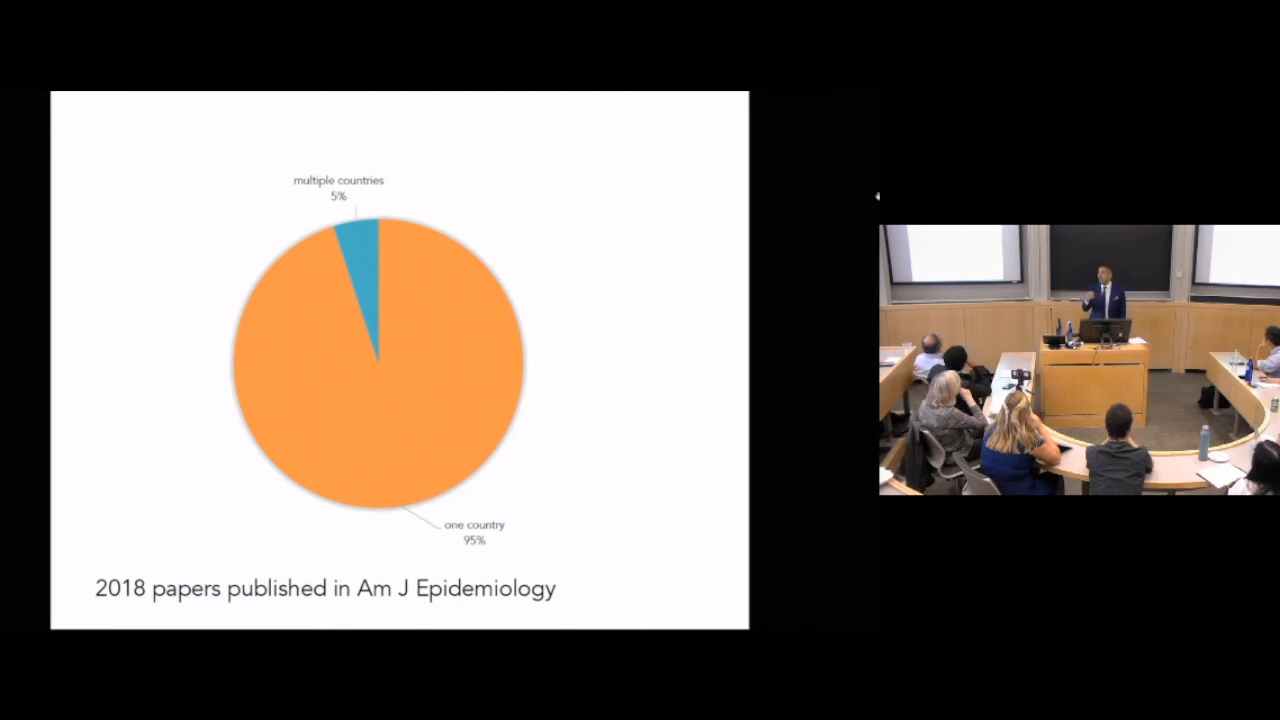 multiple countries
5%
one country
95%
2018 papers published in Am J Epidemiology